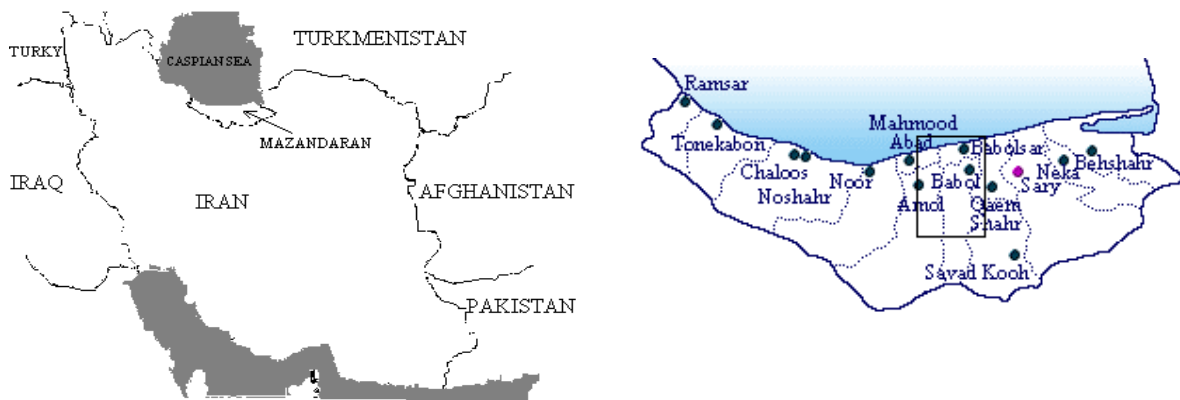 TURKMENISTAN
TURKY
CASPIAN SEA
MAZANDARAN
IRAQ
IRAN
AFGHANISTAN
PAKISTAN
Ramsar
Tonekabon
Chaloos
Noshahr
Noor
Mahmood
Abad
Amol
Babolsar
Babol
Qaem
Shahr
Sary
Neka
Behshahr
Savad Kooh